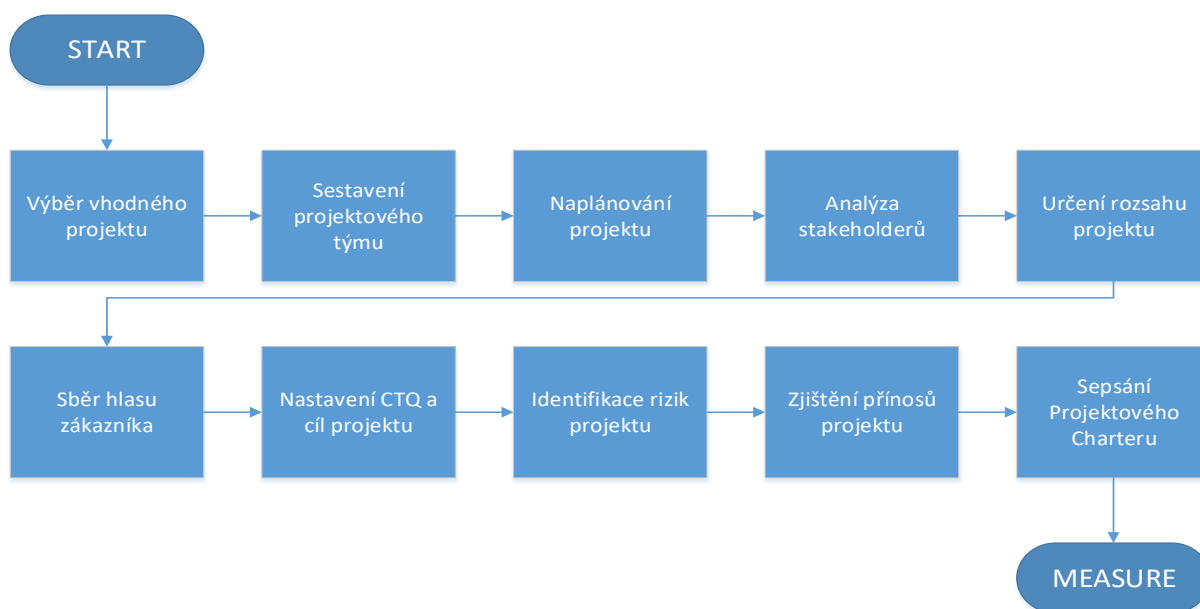 START
Výběr vhodného
projektu
Sestavení
projektového
týmu
Naplánování
projektu
Analýza
stakeholderů
Určení rozsahu
projektu
Sběr hlasu
zákazníka
Nastavení CTQ a
cíl projektu
Identifikace rizik
projektu
Zjištění přínosů
projektu
Sepsání
Projektového
Charteru
MEASURE